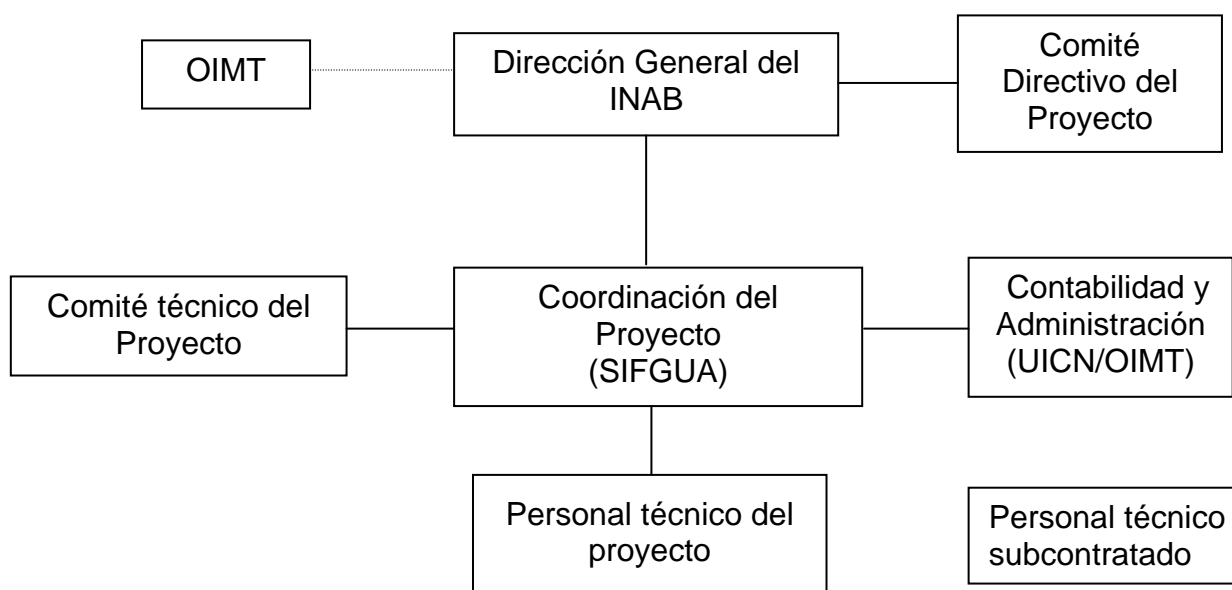 OIMT
Dirección General del
INAB
Comité
Directivo del
Proyecto
Comité técnico del
Proyecto
Coordinación del
Proyecto
(SIFGUA)
Contabilidad y
Administración
(UICN/OIMT)
Personal técnico del
proyecto
Personal técnico
subcontratado